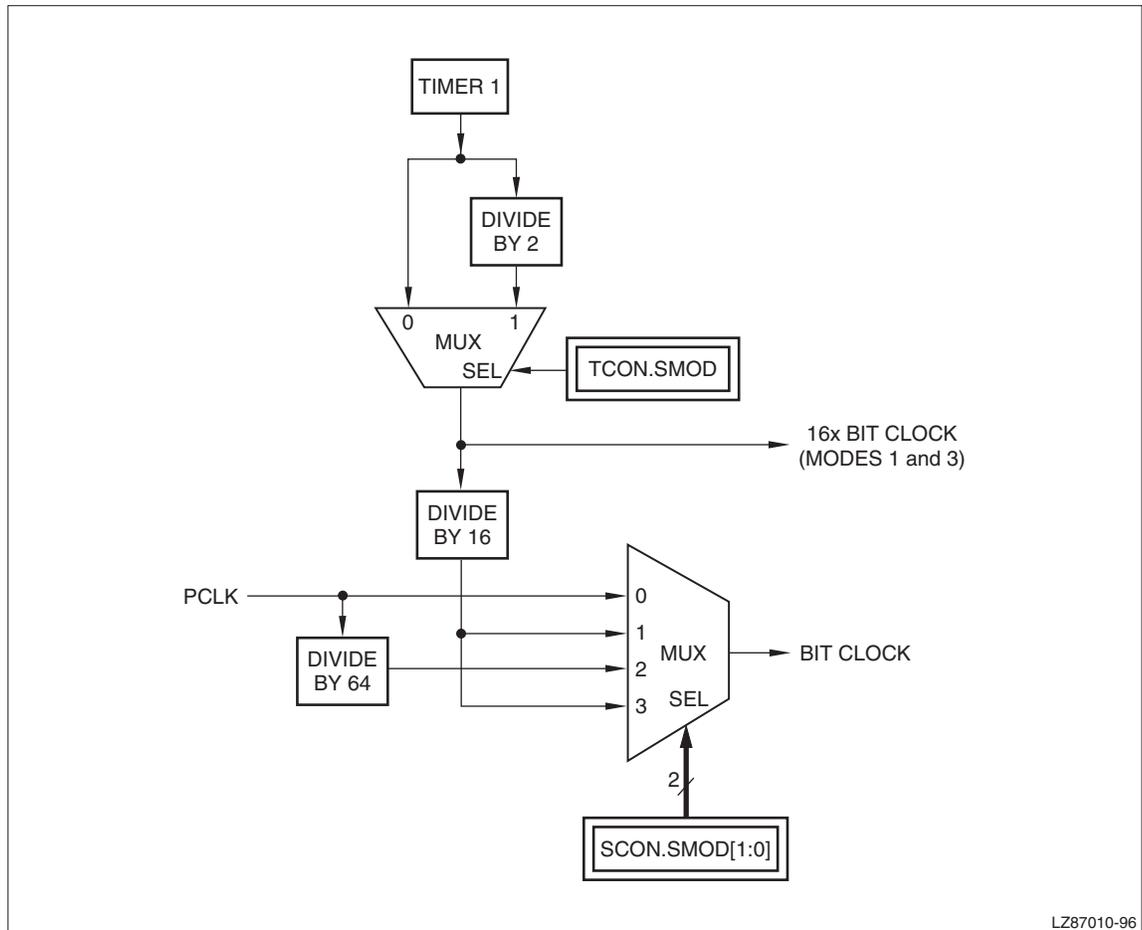 TIMER 1
DIVIDE
BY 2
0
1
MUX
SEL
TCON.SMOD
16x BIT CLOCK
(MODES 1 and 3)
DIVIDE
BY 16
PCLK
0
1
DIVIDE
BY 64
MUX
BIT CLOCK
2
SEL
3
2
SCON.SMOD[1:0]
LZ87010-96